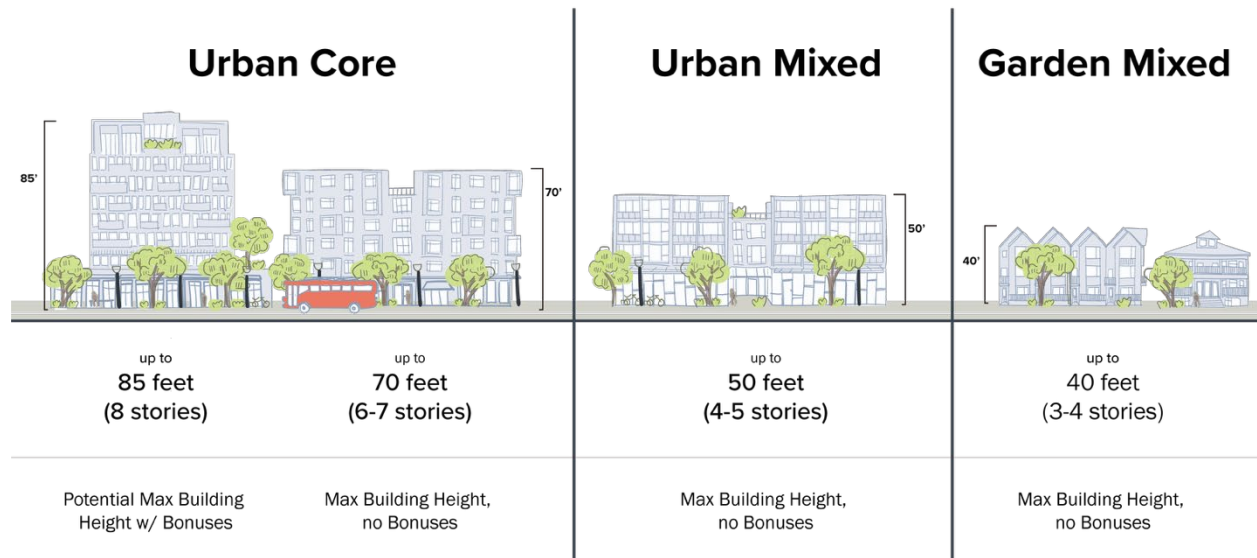 Urban Core
Urban Mixed
Garden Mixed
85'
70'
50'
40'
up to
85 feet
(8 stories)
up to
70 feet
(6-7 stories)
up to
50 feet
(4-5 stories)
up to
40 feet
(3-4 stories)
Potential Max Building
Height w/ Bonuses
Max Building Height,
no Bonuses
Max Building Height,
no Bonuses
Max Building Height,
no Bonuses